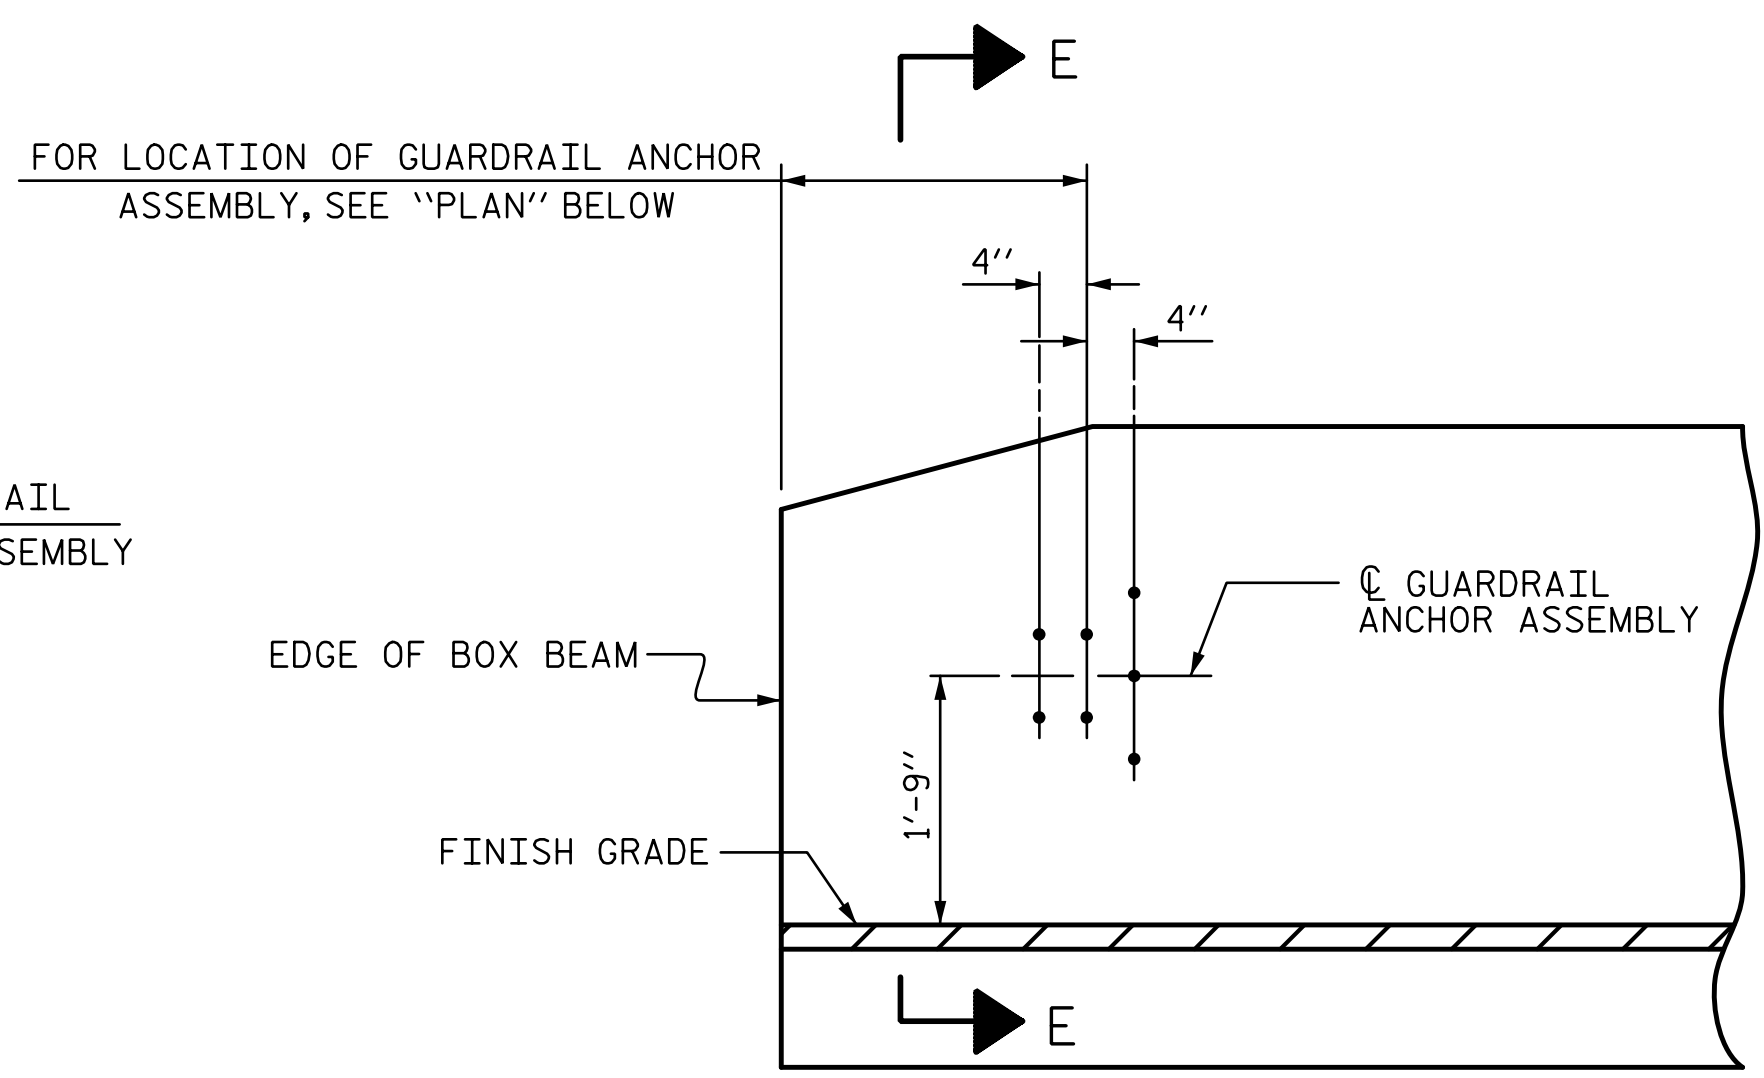 E
FOR LOCATION OF GUARDRAIL ANCHOR
ASSEMBLY, SEE "PLAN" BELOW
4"
4"
AIL
SEMBLY
℄ GUARDRAIL
ANCHOR ASSEMBLY
EDGE OF BOX BEAM
1'-9"
FINISH GRADE
E